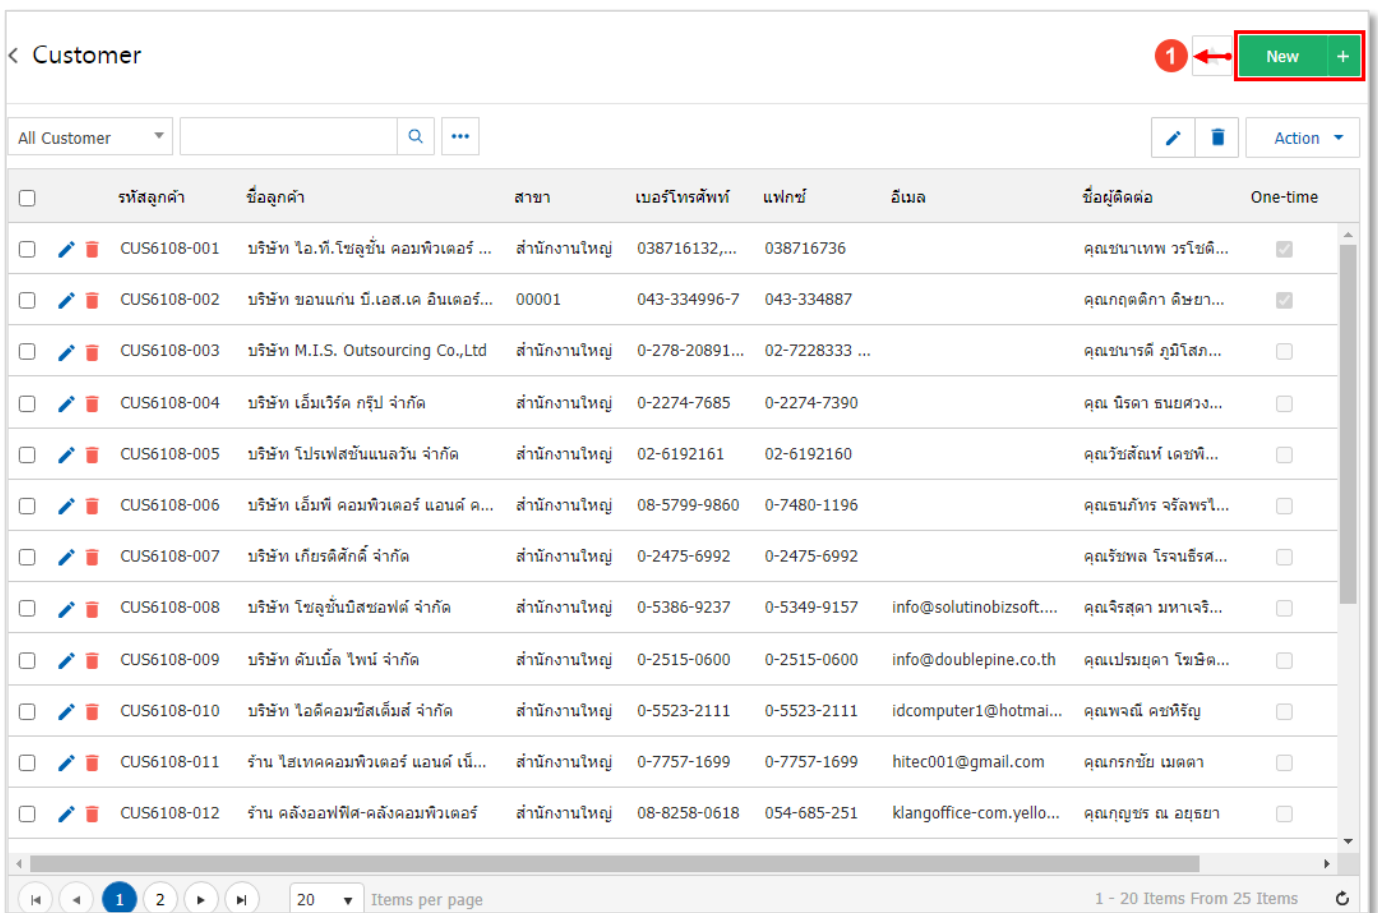 Customer
1
New +
All Customer
Action
รหัสลูกค้า ชื่อลูกค้า สาขา เบอร์โทรศัพท์ แฟกซ์ อีเมล ชื่อผู้ติดต่อ One-time
CUS6108-001 บริษัท ไอ.ที.โซลูชั่น คอมพิวเตอร์ ... สำนักงานใหญ่ 038716132,... 038716736 คุณชนาเทพ วรโชติ...
CUS6108-002 บริษัท ขอนแก่น บี.เอส.เค อินเตอร์... 00001 043-334996-7 043-334887 คุณกฤตติกา ดิษยา...
CUS6108-003 บริษัท M.I.S. Outsourcing Co.,Ltd สำนักงานใหญ่ 0-278-20891... 02-7228333 ... คุณชนารดี ภูมิโสภ...
CUS6108-004 บริษัท เอ็มเวิร์ค กรุ๊ป จำกัด สำนักงานใหญ่ 0-2274-7685 0-2274-7390 คุณ นิรดา ธนยศวง...
CUS6108-005 บริษัท โปรเฟสชั่นแนลวัน จำกัด สำนักงานใหญ่ 02-6192161 02-6192160 คุณวัชสัณห์ เดชพิ...
CUS6108-006 บริษัท เอ็มพี คอมพิวเตอร์ แอนด์ ค... สำนักงานใหญ่ 08-5799-9860 0-7480-1196 คุณธนภัทร จรัลพรไ...
CUS6108-007 บริษัท เกียรติศักดิ์ จำกัด สำนักงานใหญ่ 0-2475-6992 0-2475-6992 คุณรัชพล โรจนธีรศ...
CUS6108-008 บริษัท โซลูชั่นบิสซอฟต์ จำกัด สำนักงานใหญ่ 0-5386-9237 0-5349-9157 info@solutinobizsoft.... คุณจิรสุดา มหาเจริ...
CUS6108-009 บริษัท ดับเบิ้ล ไพน์ จำกัด สำนักงานใหญ่ 0-2515-0600 0-2515-0600 info@doublepine.co.th คุณเปรมยุดา โฆษิต...
CUS6108-010 บริษัท ไอดีคอมซิสเต็มส์ จำกัด สำนักงานใหญ่ 0-5523-2111 0-5523-2111 idcomputer1@hotmai... คุณพจณี คชหิรัญ
CUS6108-011 ร้าน ไฮเทคคอมพิวเตอร์ แอนด์ เน็... สำนักงานใหญ่ 0-7757-1699 0-7757-1699 hitec001@gmail.com คุณกรกชัย เมตตา
CUS6108-012 ร้าน คลังออฟฟิศ-คลังคอมพิวเตอร์ สำนักงานใหญ่ 08-8258-0618 054-685-251 klangoffice-com.yello... คุณกุญชร ณ อยุธยา
1 2 20 Items per page 1 - 20 Items From 25 Items